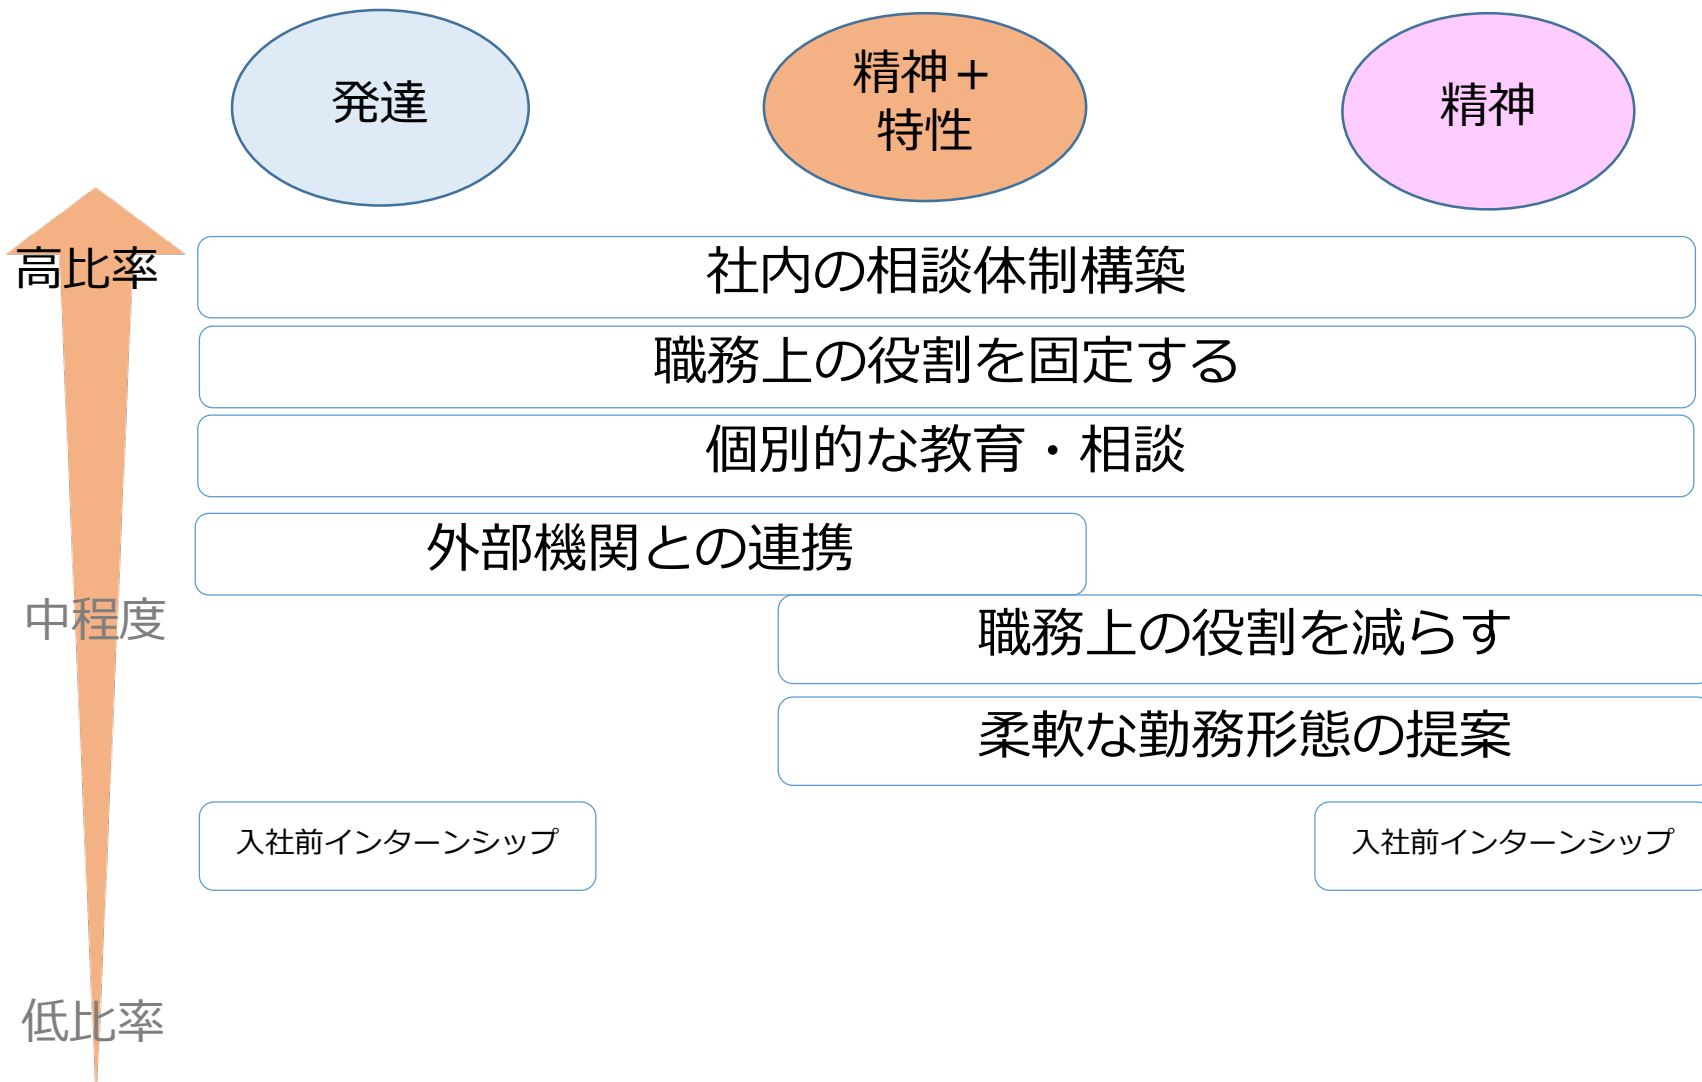 発達
精神＋
特性
精神
高比率
社内の相談体制構築
職務上の役割を固定する
個別的な教育・相談
外部機関との連携
中程度
職務上の役割を減らす
柔軟な勤務形態の提案
入社前インターンシップ
入社前インターンシップ
低比率